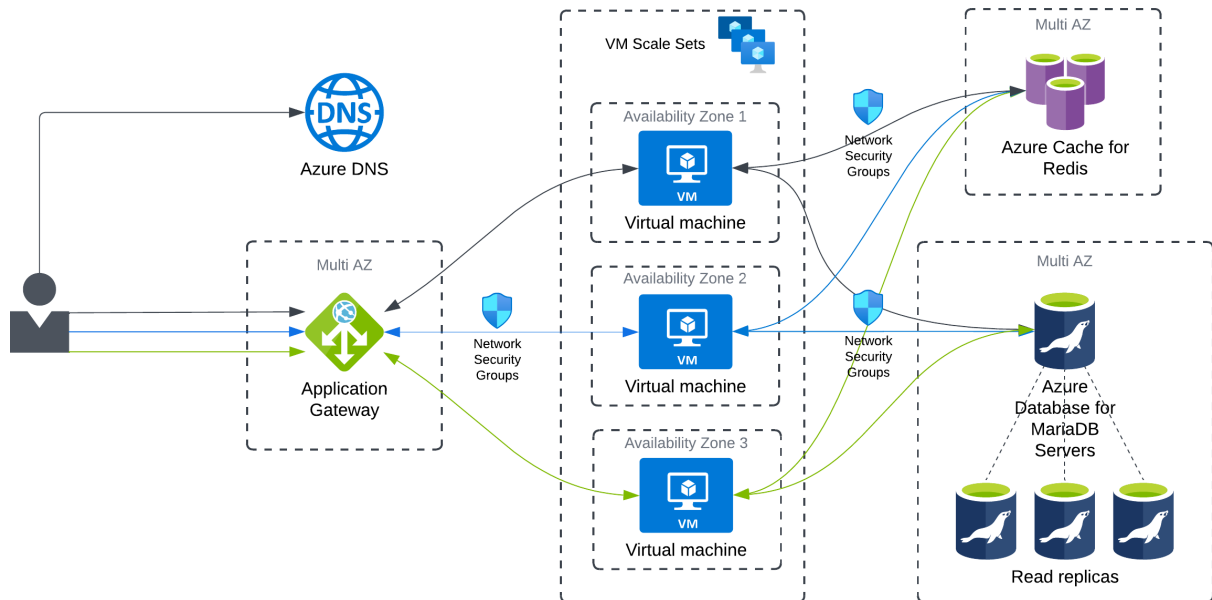 VM Scale Sets
Multi AZ
DNS
Azure DNS
Availability Zone 1
VM
Virtual machine
Network
Security
Groups
Azure Cache for
Redis
Multi AZ
Application
Gateway
Network
Security
Groups
Availability Zone 2
VM
Virtual machine
Network
Security
Groups
Multi AZ
Azure
Database for
MariaDB
Servers
Availability Zone 3
VM
Virtual machine
Read replicas